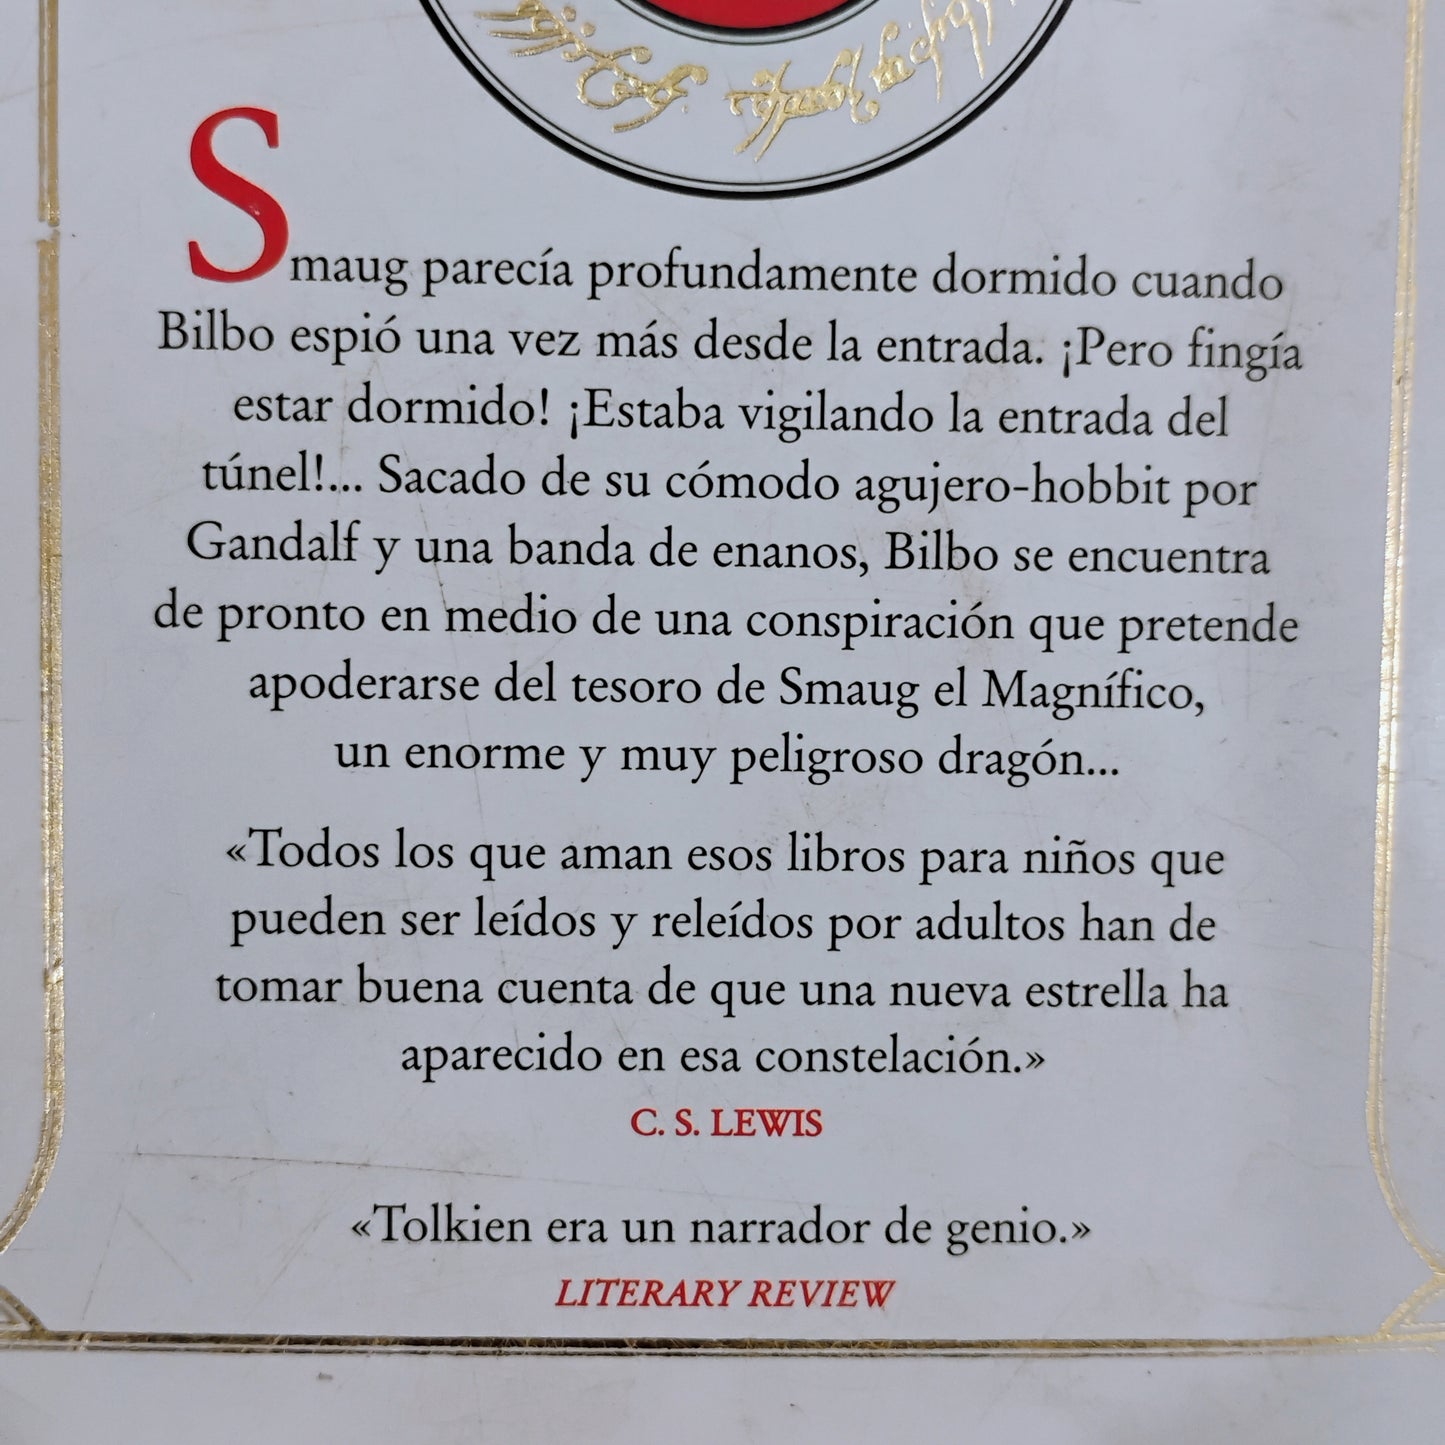 Smaug parecía profundamente dormido cuando
Bilbo espió una vez más desde la entrada. ¡Pero fingía
estar dormido! ¡Estaba vigilando la entrada del
túnel!... Sacado de su cómodo agujero-hobbit por
Gandalf y una banda de enanos, Bilbo se encuentra
de pronto en medio de una conspiración que pretende
apoderarse del tesoro de Smaug el Magnífico,
un enorme y muy peligroso dragón...
«Todos los que aman esos libros para niños que
pueden ser leídos y releídos por adultos han de
tomar buena cuenta de que una nueva estrella ha
aparecido en esa constelación.»
C. S. LEWIS
«Tolkien era un narrador de genio.»
LITERARY REVIEW